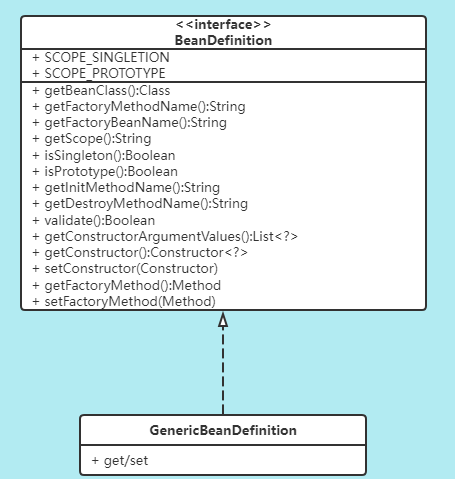 <<interface>>
BeanDefinition
+ SCOPE_SINGLETION
+ SCOPE_PROTOTYPE
+ getBeanClass():Class
+ getFactoryMethodName():String
+ getFactoryBeanName():String
+ getScope():String
+ isSingleton():Boolean
+ isPrototype():Boolean
+ getInitMethodName():String
+ getDestroyMethodName():String
+ validate():Boolean
+ getConstructorArgumentValues():List<?>
+ getConstructor():Constructor<?>
+ setConstructor(Constructor)
+ getFactoryMethod():Method
+ setFactoryMethod(Method)
GenericBeanDefinition
+ get/set